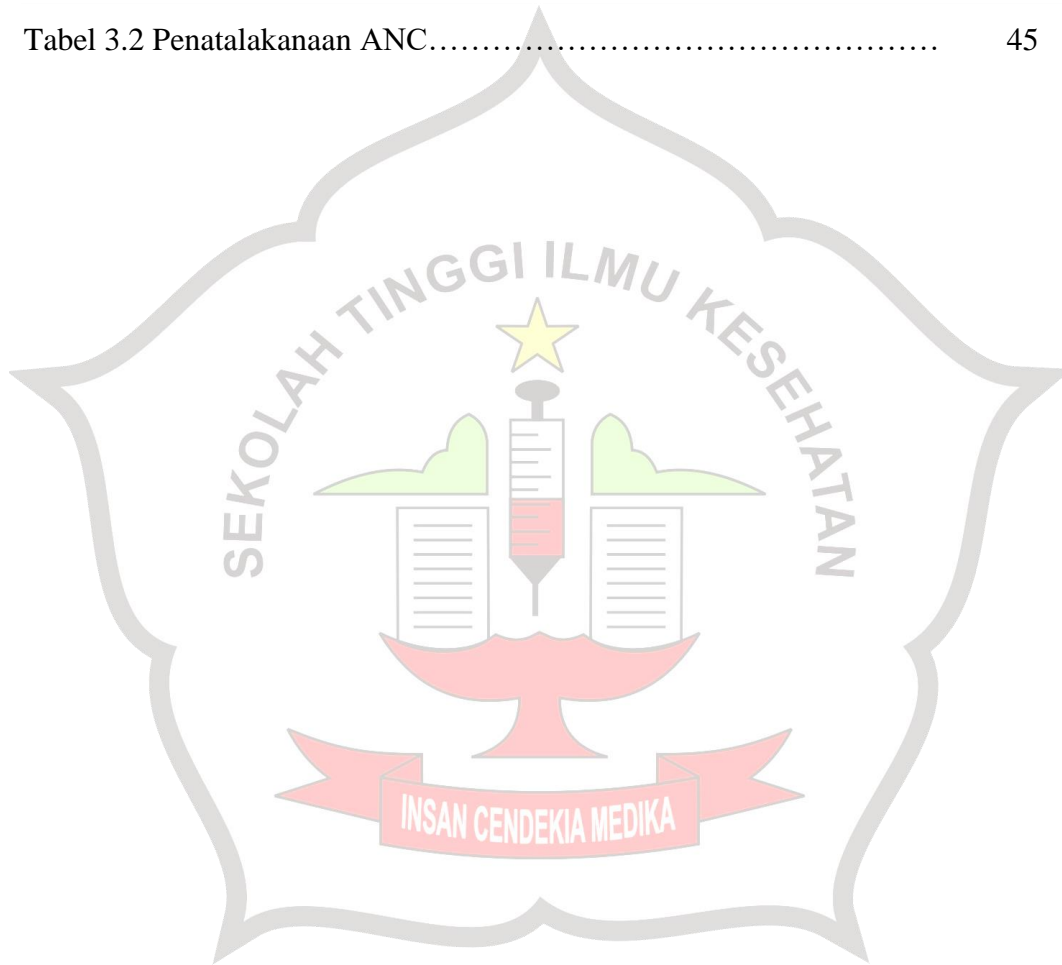 Tabel 3.2 Penatalakanaan ANC………………………………………… 45
SEKOLAH TINGGI ILMU KESEHATAN
INSAN CENDEKIA MEDIKA